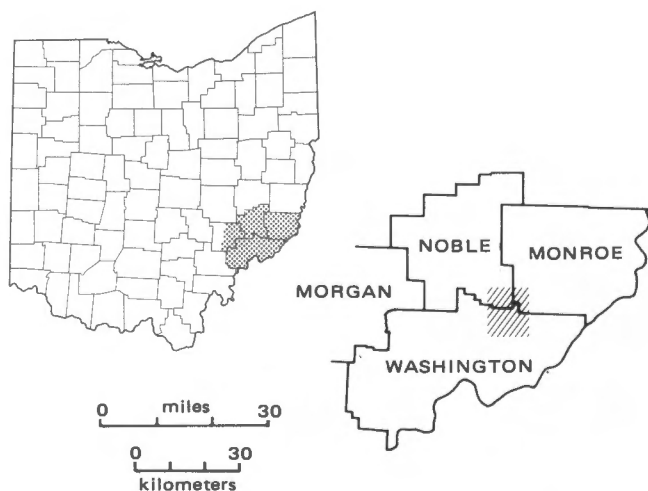 NOBLE
MONROE
MORGAN
WASHINGTON
0 miles 30
0 30
kilometers